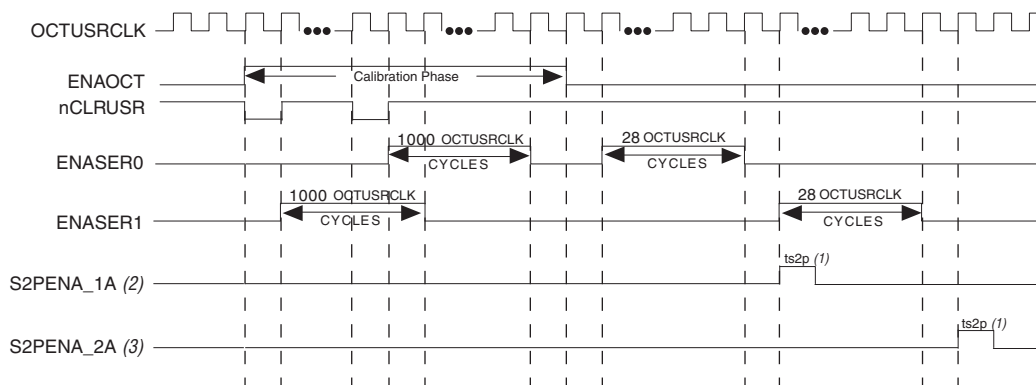 OCTUSRCLK
ENAOCT
Calibration Phase
nCLRUSR
ENASER0
1000 OCTUSRCLK
CYCLES
28 OCTUSRCLK
CYCLES
ENASER1
1000 OCTUSRCLK
CYCLES
28 OCTUSRCLK
CYCLES
S2PENA_1A (2)
ts2p (1)
S2PENA_2A (3)
ts2p (1)